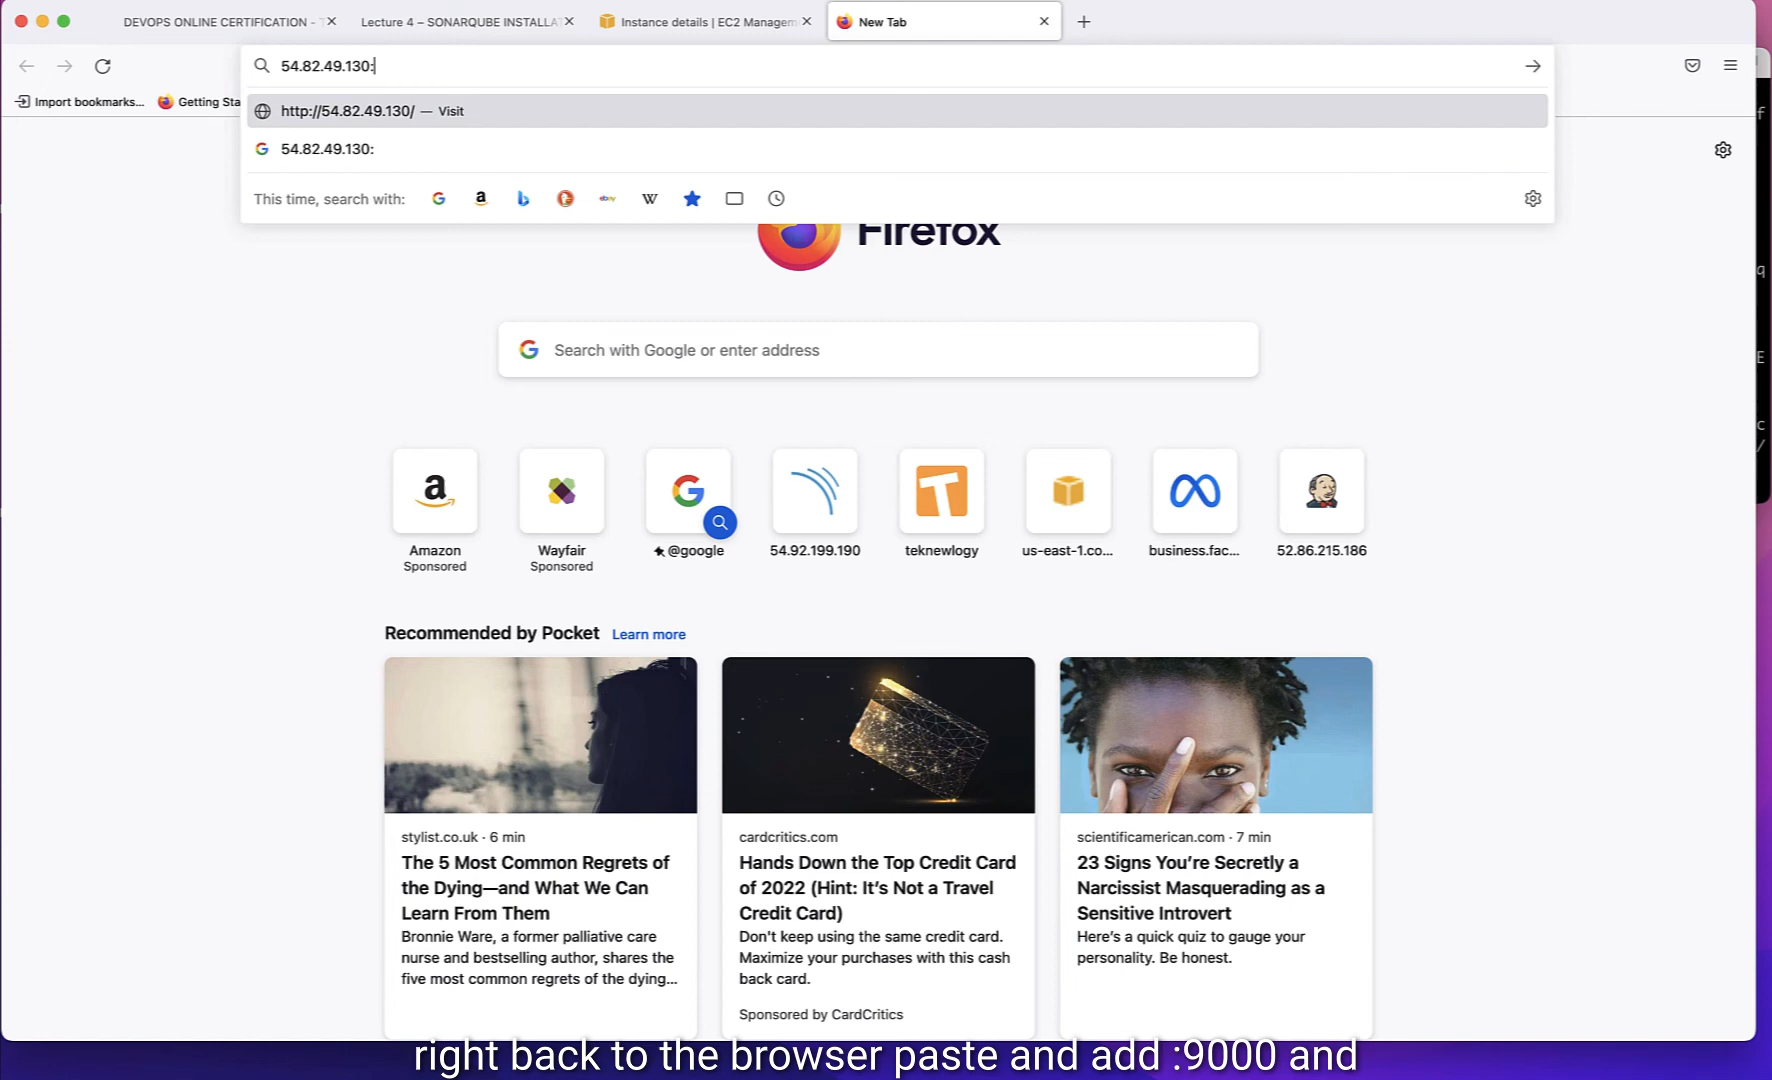 DEVOPS ONLINE CERTIFICATION -
Lecture 4 – SONARQUBE INSTALLA
Instance details | EC2 Managem
New Tab
54.82.49.130:
Import bookmarks...
Getting Sta
http://54.82.49.130/ — Visit
54.82.49.130:
This time, search with:
Firefox
Search with Google or enter address
Amazon
Sponsored
Wayfair
Sponsored
@google
54.92.199.190
teknewlogy
us-east-1.co...
business.fac...
52.86.215.186
Recommended by Pocket Learn more
stylist.co.uk · 6 min
The 5 Most Common Regrets of
the Dying—and What We Can
Learn From Them
Bronnie Ware, a former palliative care
nurse and bestselling author, shares the
five most common regrets of the dying...
cardcritics.com
Hands Down the Top Credit Card
of 2022 (Hint: It’s Not a Travel
Credit Card)
Don't keep using the same credit card.
Maximize your purchases with this cash
back card.
Sponsored by CardCritics
scientificamerican.com · 7 min
23 Signs You’re Secretly a
Narcissist Masquerading as a
Sensitive Introvert
Here’s a quick quiz to gauge your
personality. Be honest.
right back to the browser paste and add :9000 and